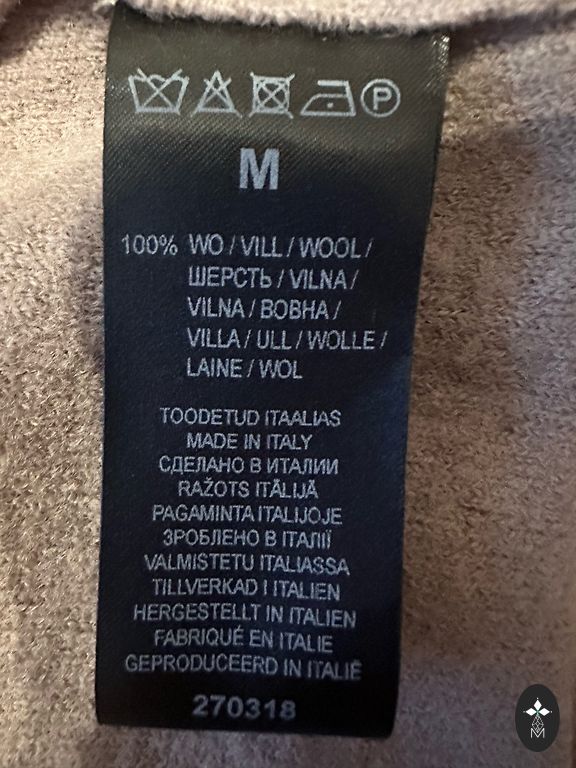 P
M
100% WO / VILL / WOOL /
ШЕРСТЬ / VILNA /
VILNA / ВОВНА /
VILLA / ULL / WOLLE /
LAINE / WOL
TOODETUD ITAALIAS
MADE IN ITALY
СДЕЛАНО В ИТАЛИИ
RAŽOTS ITĀLIJĀ
PAGAMINTA ITALIJOJE
ЗРОБЛЕНО В ІТАЛІЇ
VALMISTETU ITALIASSA
TILLVERKAD I ITALIEN
HERGESTELLT IN ITALIEN
FABRIQUÉ EN ITALIE
GEPRODUCEERD IN ITALIË
270318
M